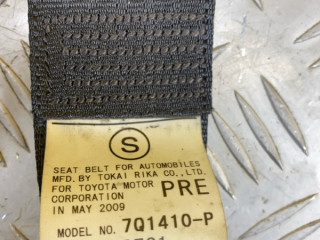 S
SEAT BELT FOR AUTOMOBILES
MFD. BY TOKAI RIKA CO., LTD.
FOR TOYOTA MOTOR PRE
CORPORATION
IN MAY 2009
MODEL NO. 7Q1410-P